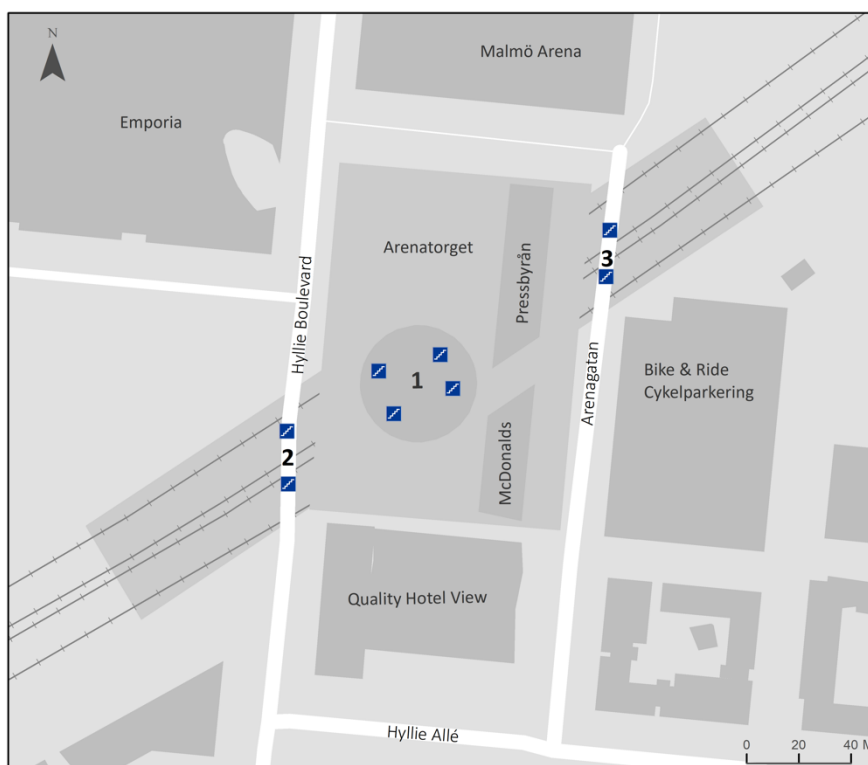 N
Malmö Arena
Emporia
Arenatorget
Pressbyrån
3
Hyllie Boulevard
Arenagatan
1
Bike & Ride
Cykelparkering
2
McDonalds
Quality Hotel View
Hyllie Allé
0 20 40 M